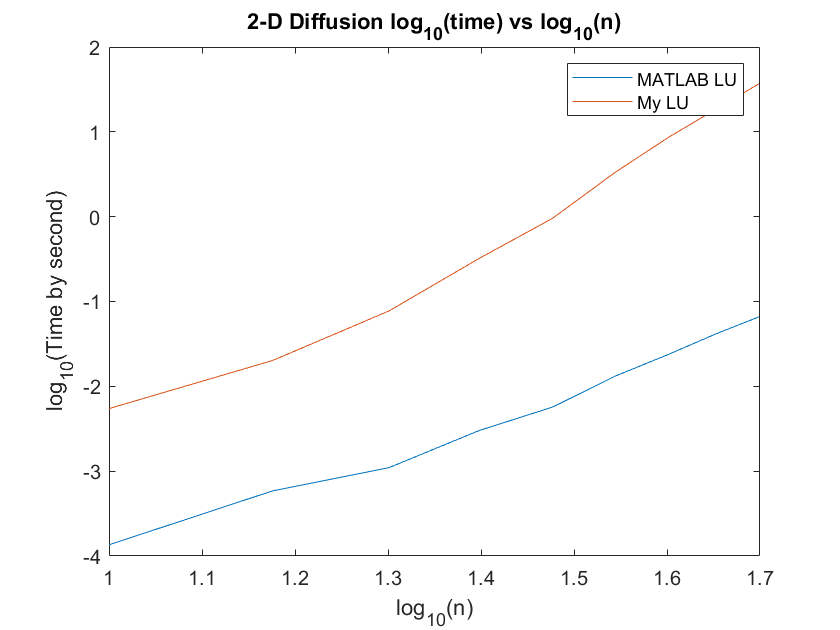 2-D Diffusion log10(time) vs log10(n)
MATLAB LU
My LU
log10(Time by second)
2
1
0
-1
-2
-3
-4
1 1.1 1.2 1.3 1.4 1.5 1.6 1.7
log10(n)